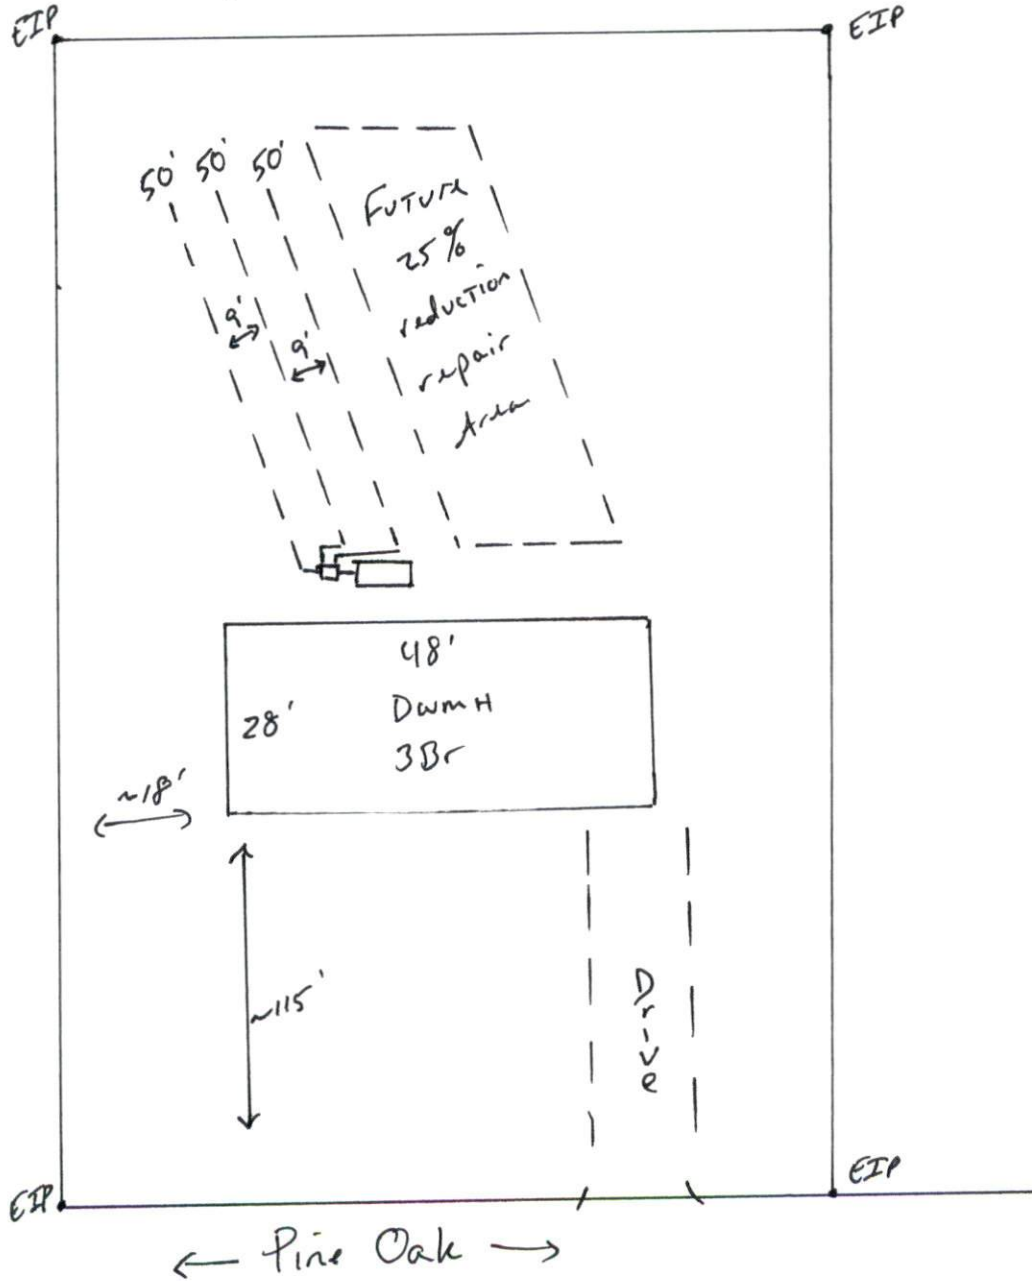 EIP
EIP
50' 50' 50'
Future
25%
reduction
repair
Area
9'
9'
48'
28'
DwmH
3Br
~18'
~115'
Drive
EIP
EIP
← Pine Oak →